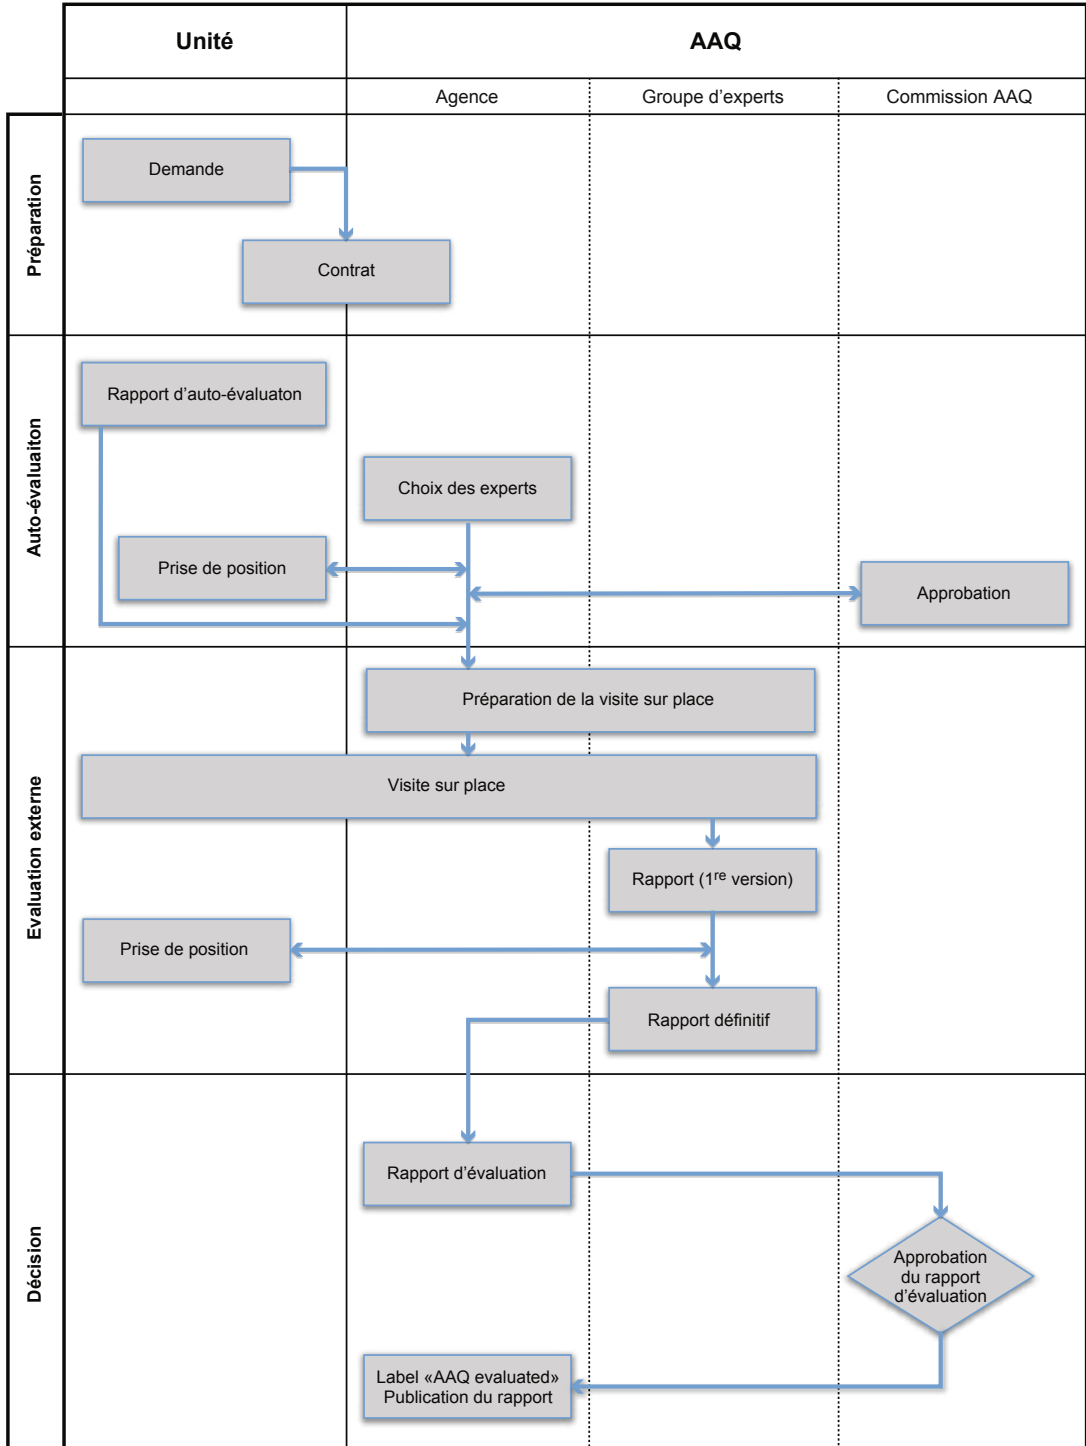 Unité
AAQ
Agence
Groupe d'experts
Commission AAQ
Préparation
Demande
Contrat
Auto-évaluaiton
Rapport d'auto-évaluaton
Choix des experts
Prise de position
Approbation
Evaluation externe
Préparation de la visite sur place
Visite sur place
Rapport (1re version)
Prise de position
Rapport définitif
Décision
Rapport d'évaluation
Approbation
du rapport
d'évaluation
Label «AAQ evaluated»
Publication du rapport